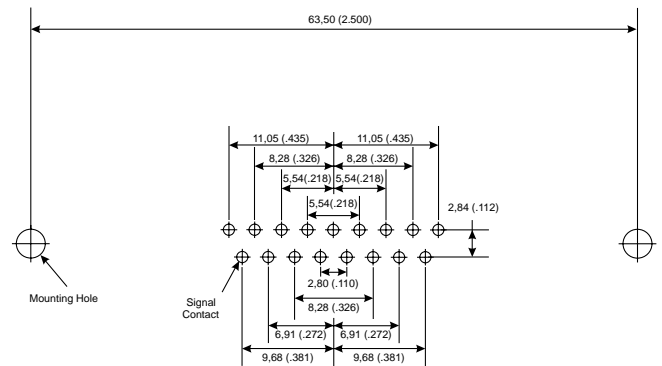 63,50 (2.500)
11,05 (.435) 11,05 (.435)
8,28 (.326) 8,28 (.326)
5,54(.218) 5,54(.218)
5,54(.218)
2,84 (.112)
Mounting Hole
Signal
Contact
2,80 (.110)
8,28 (.326)
6,91 (.272) 6,91 (.272)
9,68 (.381) 9,68 (.381)